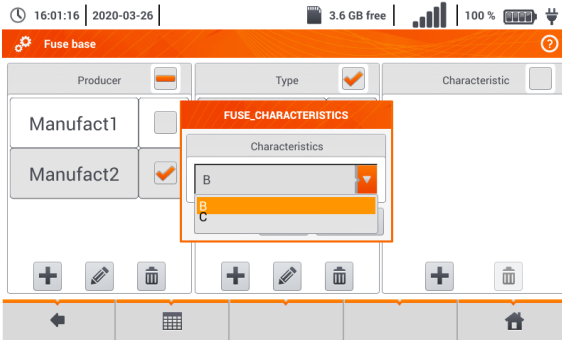 16:01:16 2020-03-26 3.6 GB free 100 %
Fuse base ?
Producer Type Characteristic
FUSE_CHARACTERISTICS
Manufact1
Characteristics
Manufact2
B
B
C